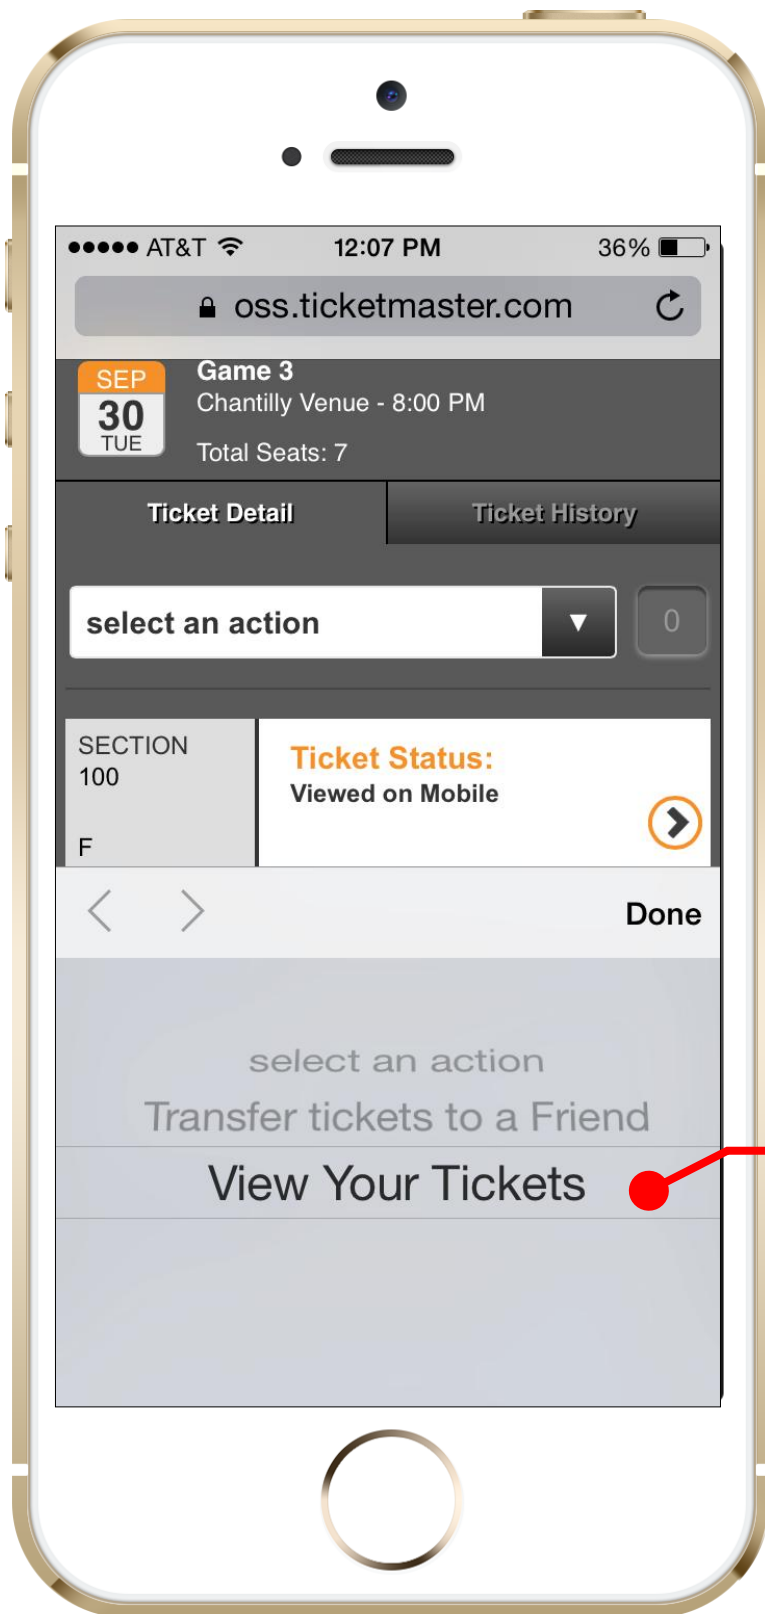 AT&T 12:07 PM 36%
oss.ticketmaster.com
SEP
30
TUE
Game 3
Chantilly Venue - 8:00 PM
Total Seats: 7
Ticket Detail Ticket History
select an action ▼ 0
SECTION
100
F
Ticket Status:
Viewed on Mobile
Done
select an action
Transfer tickets to a Friend
View Your Tickets